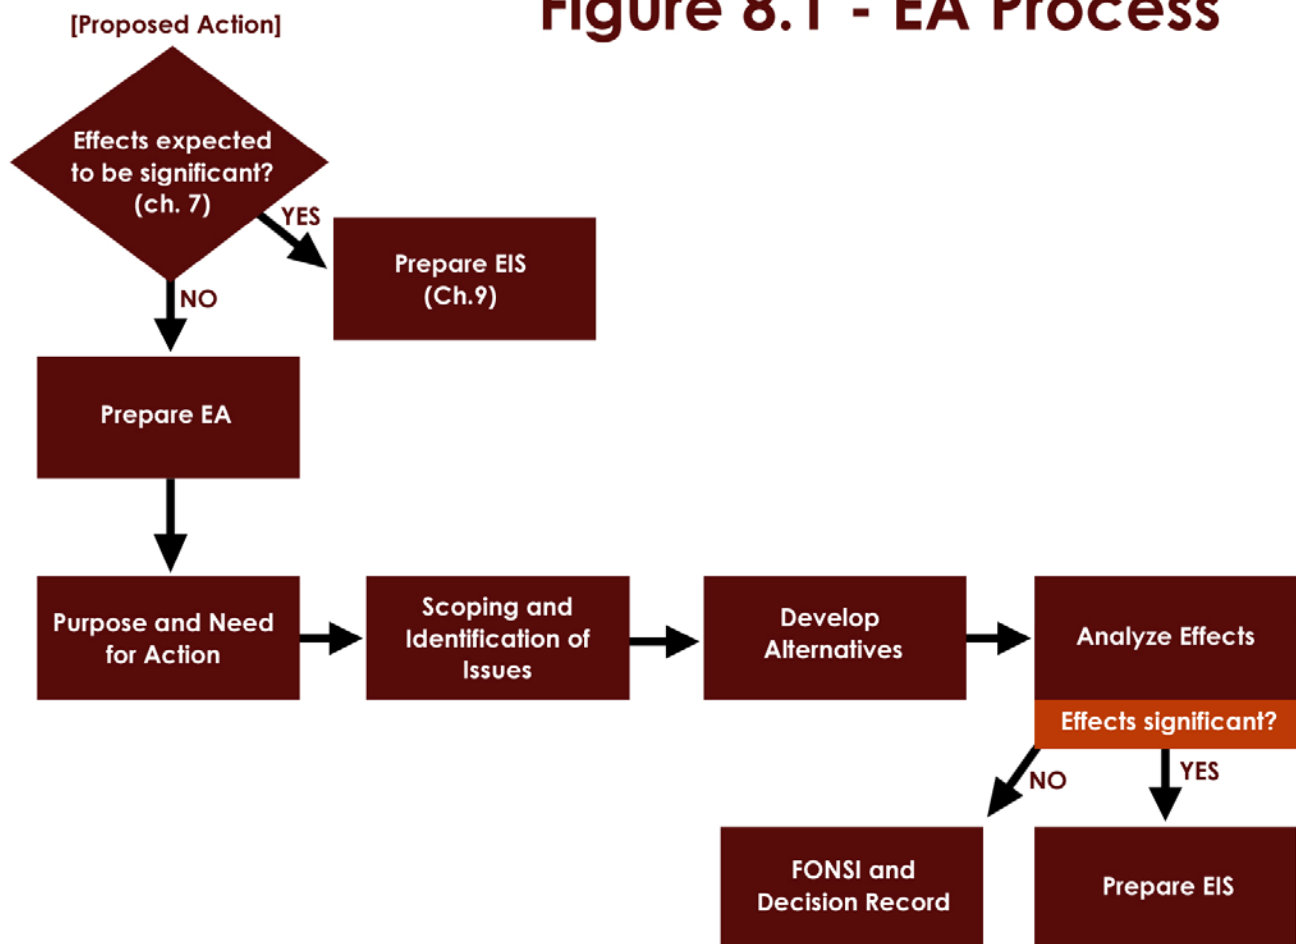 Figure 8.1 - EA Process
[Proposed Action]
Effects expected
to be significant?
(ch. 7)
YES
Prepare EIS
(Ch.9)
NO
Prepare EA
Purpose and Need
for Action
Scoping and
Identification of
Issues
Develop
Alternatives
Analyze Effects
Effects significant?
NO
YES
FONSI and
Decision Record
Prepare EIS